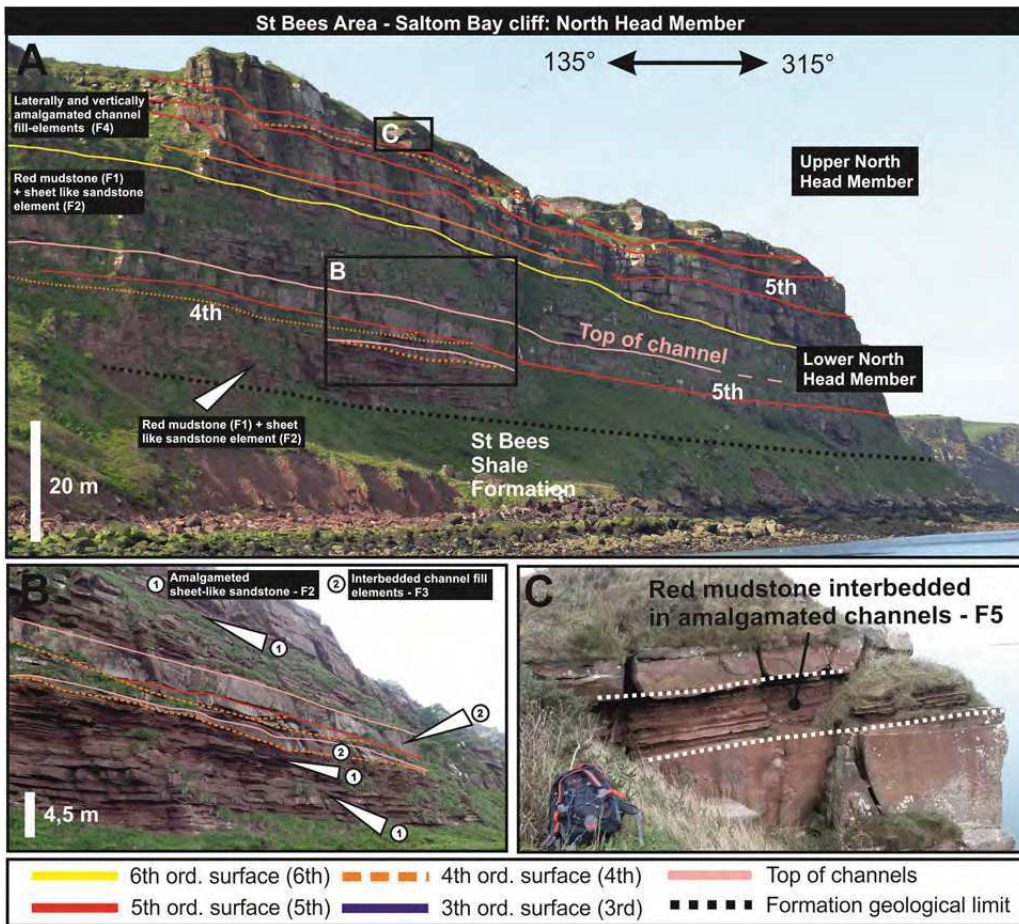 St Bees Area - Saltom Bay cliff: North Head Member
A
135°
315°
Laterally and vertically
amalgamated channel
fill-elements (F4)
C
Upper North
Head Member
Red mudstone (F1)
+ sheet like sandstone
element (F2)
B
5th
4th
Top of channel
Lower North
Head Member
5th
Red mudstone (F1) + sheet
like sandstone element (F2)
St Bees
Shale
Formation
20 m
B
1
Amalgameted
sheet-like sandstone - F2
2
Interbedded channel fill
elements - F3
1
2
2
1
1
4,5 m
C
Red mudstone interbedded
in amalgamated channels - F5
6th ord. surface (6th)
4th ord. surface (4th)
Top of channels
5th ord. surface (5th)
3th ord. surface (3rd)
Formation geological limit